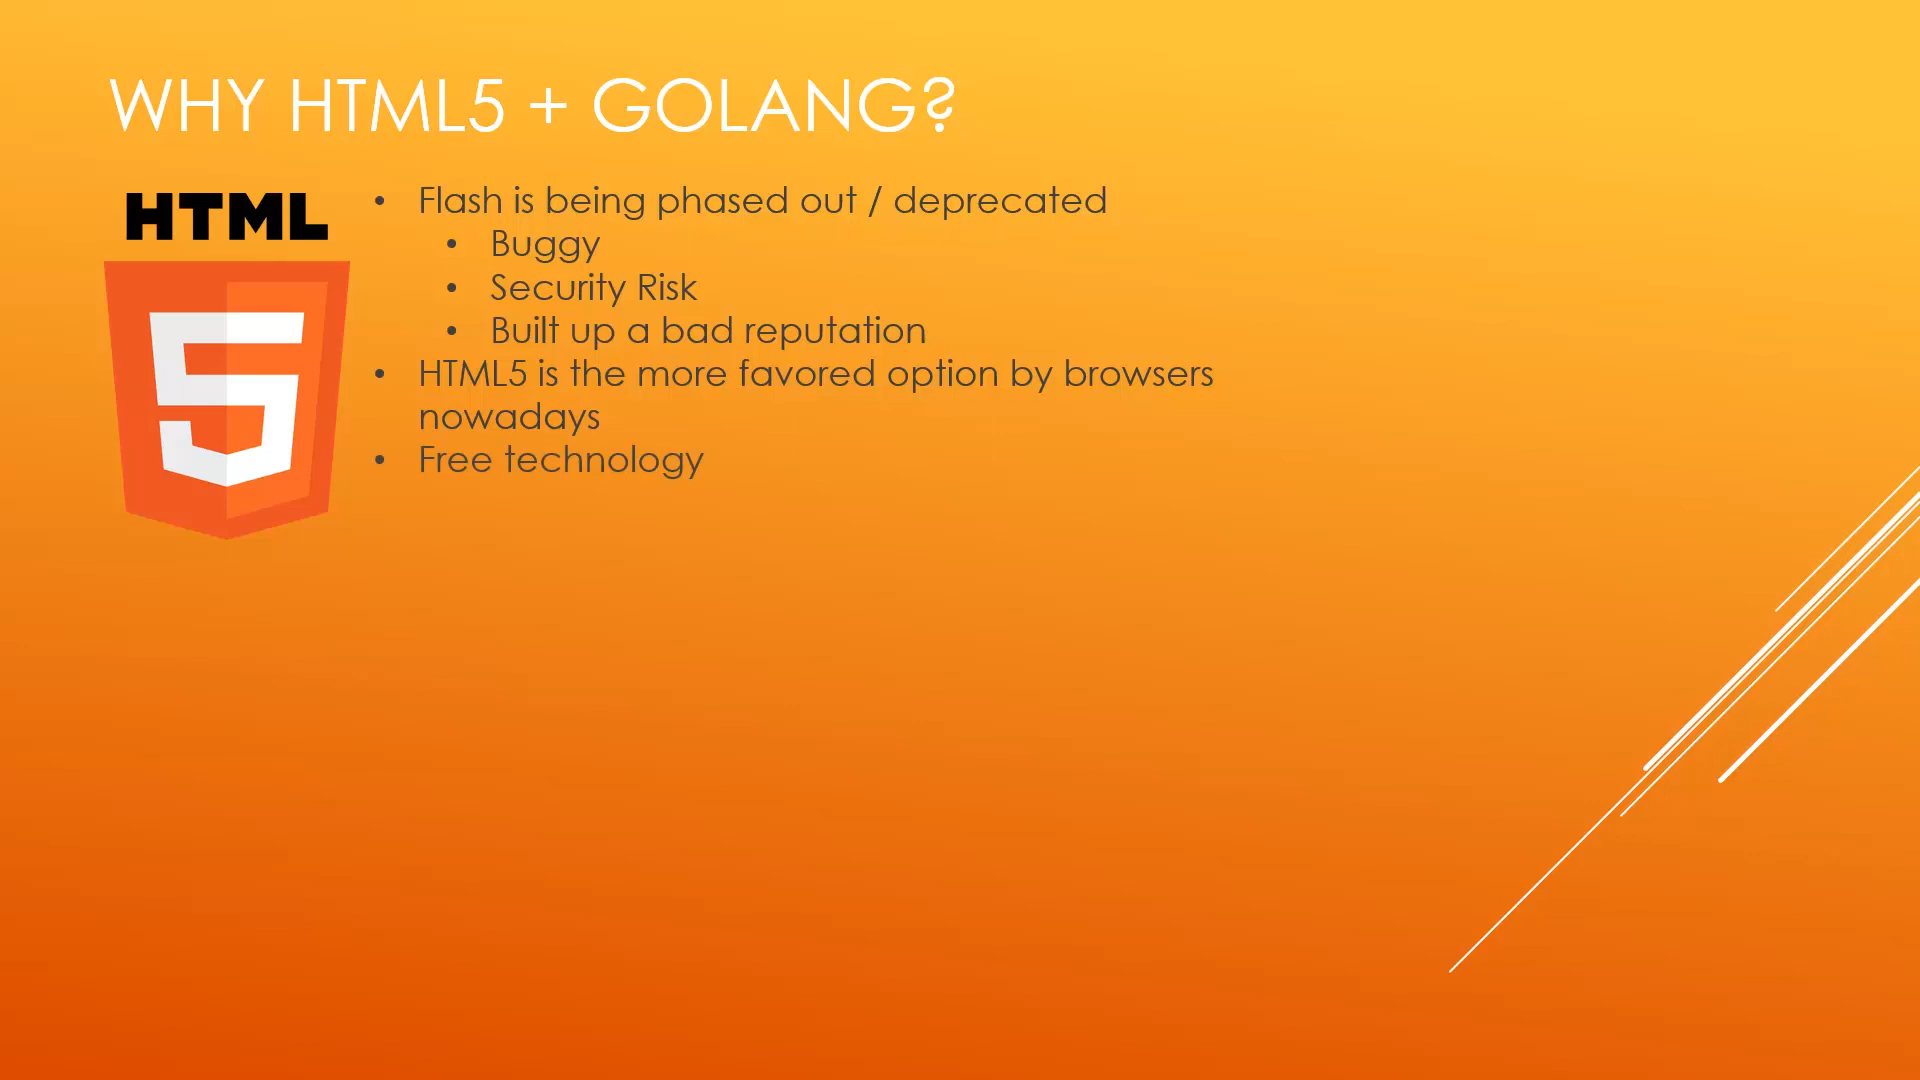 WHY HTML5 + GOLANG?
HTML
5
• Flash is being phased out / deprecated
• Buggy
• Security Risk
• Built up a bad reputation
• HTML5 is the more favored option by browsers
nowadays
• Free technology